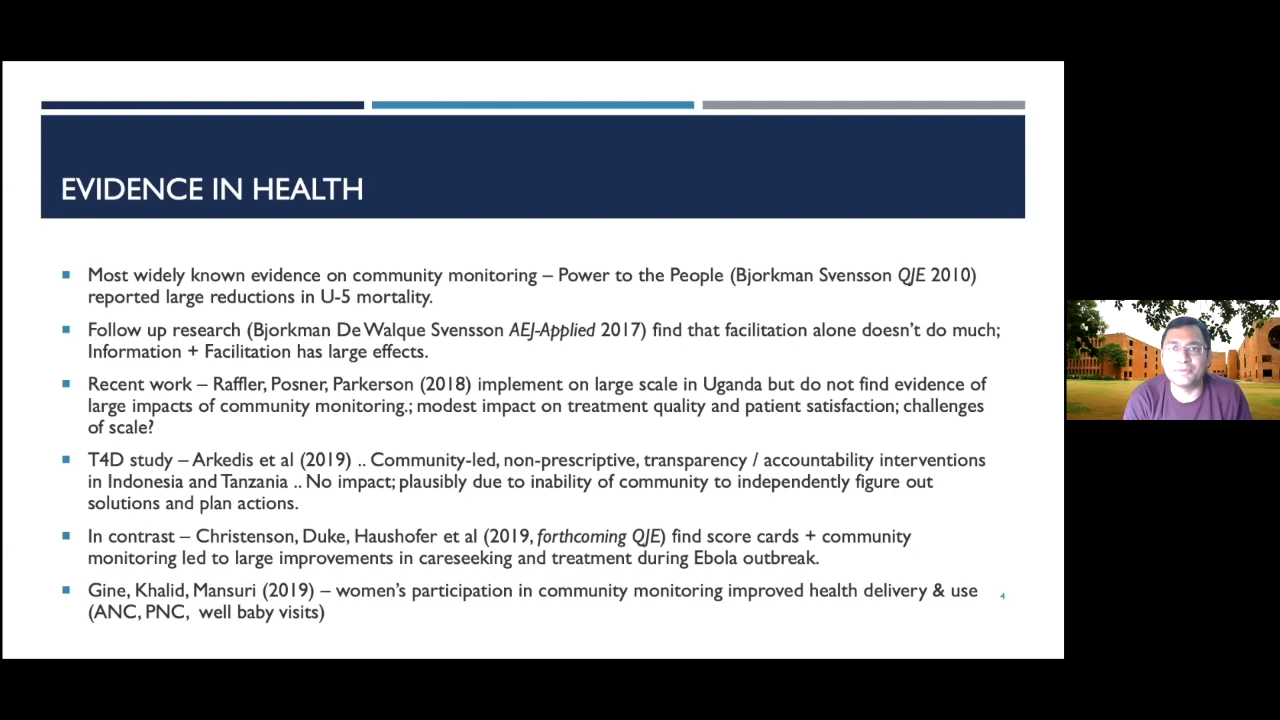 EVIDENCE IN HEALTH
Most widely known evidence on community monitoring – Power to the People (Bjorkman Svensson QJE 2010)
reported large reductions in U-5 mortality.
Follow up research (Bjorkman De Walque Svensson AEJ-Applied 2017) find that facilitation alone doesn't do much;
Information + Facilitation has large effects.
Recent work – Raffler, Posner, Parkerson (2018) implement on large scale in Uganda but do not find evidence of
large impacts of community monitoring.; modest impact on treatment quality and patient satisfaction; challenges
of scale?
T4D study – Arkedis et al (2019) .. Community-led, non-prescriptive, transparency / accountability interventions
in Indonesia and Tanzania .. No impact; plausibly due to inability of community to independently figure out
solutions and plan actions.
In contrast – Christenson, Duke, Haushofer et al (2019, forthcoming QJE) find score cards + community
monitoring led to large improvements in careseeking and treatment during Ebola outbreak.
Gine, Khalid, Mansuri (2019) – women's participation in community monitoring improved health delivery & use
(ANC, PNC, well baby visits)
4